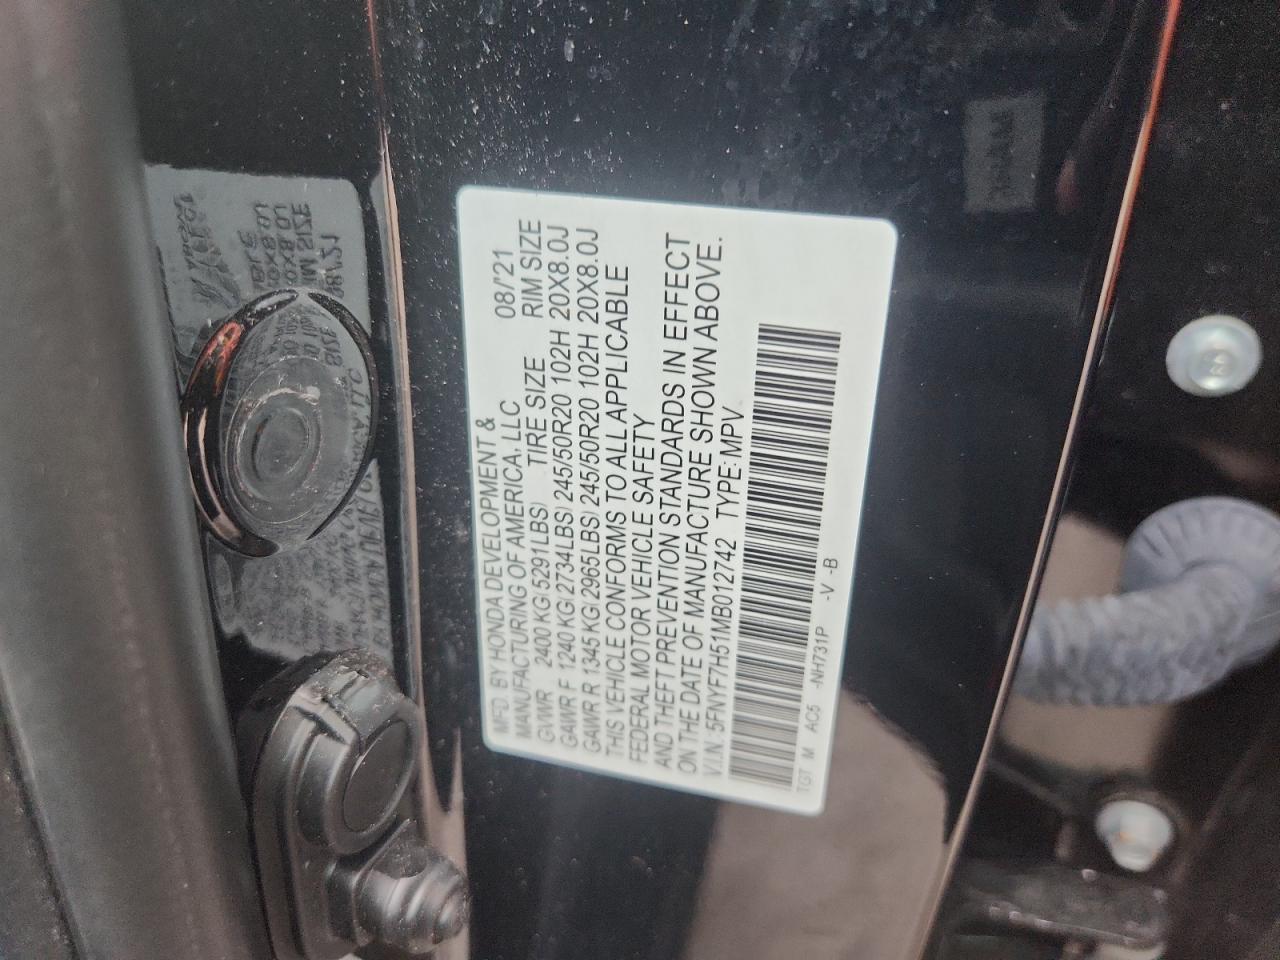 MFD. BY HONDA DEVELOPMENT &
MANUFACTURING OF AMERICA, LLC 08/'21
GVWR 2400 KG(5291LBS) TIRE SIZE RIM SIZE
GAWR F 1240 KG(2734LBS) 245/50R20 102H 20X8.0J
GAWR R 1345 KG(2965LBS) 245/50R20 102H 20X8.0J
THIS VEHICLE CONFORMS TO ALL APPLICABLE
FEDERAL MOTOR VEHICLE SAFETY
AND THEFT PREVENTION STANDARDS IN EFFECT
ON THE DATE OF MANUFACTURE SHOWN ABOVE.
V.I.N. 5FNYF7H51MB012742 TYPE: MPV
TGT M AC5 -NH731P -V -B